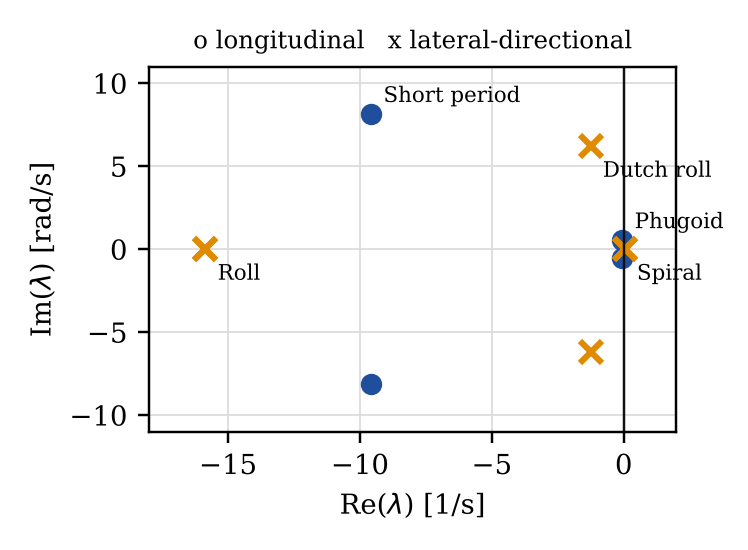 o longitudinal   x lateral-directional
10
5
0
−5
−10
Im(λ) [rad/s]
Short period
Dutch roll
Phugoid
Roll
Spiral
−15
−10
−5
0
Re(λ) [1/s]